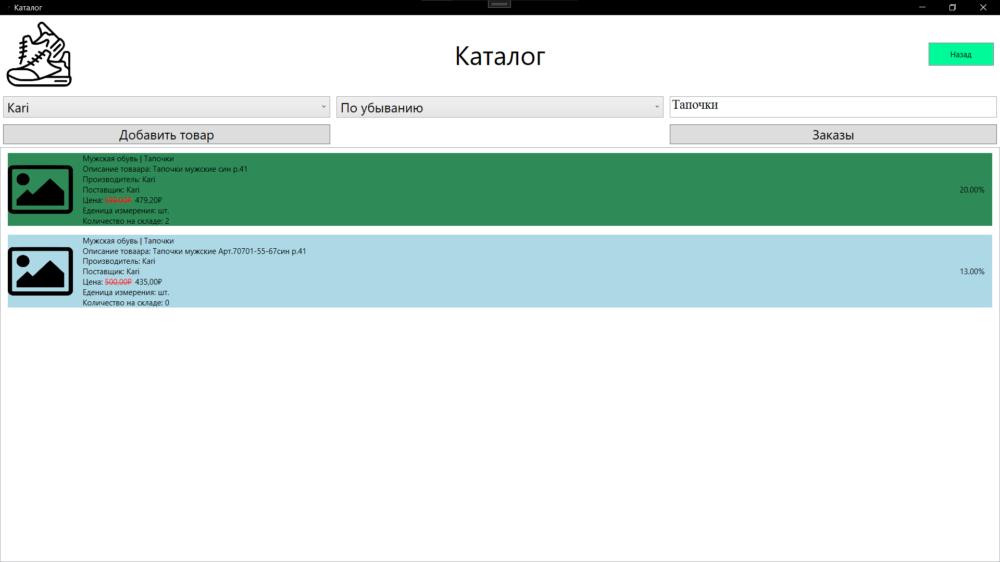 Каталог
Каталог
Назад
Kari
По убыванию
Тапочки
Добавить товар
Заказы
Мужская обувь | Тапочки
Описание товаара: Тапочки мужские син р.41
Производитель: Kari
Поставщик: Kari
Цена: 599,00₽ 479,20₽
Еденица измерения: шт.
Количество на складе: 2
20.00%
Мужская обувь | Тапочки
Описание товаара: Тапочки мужские Арт.70701-55-67син р.41
Производитель: Kari
Поставщик: Kari
Цена: 500,00₽ 435,00₽
Еденица измерения: шт.
Количество на складе: 0
13.00%